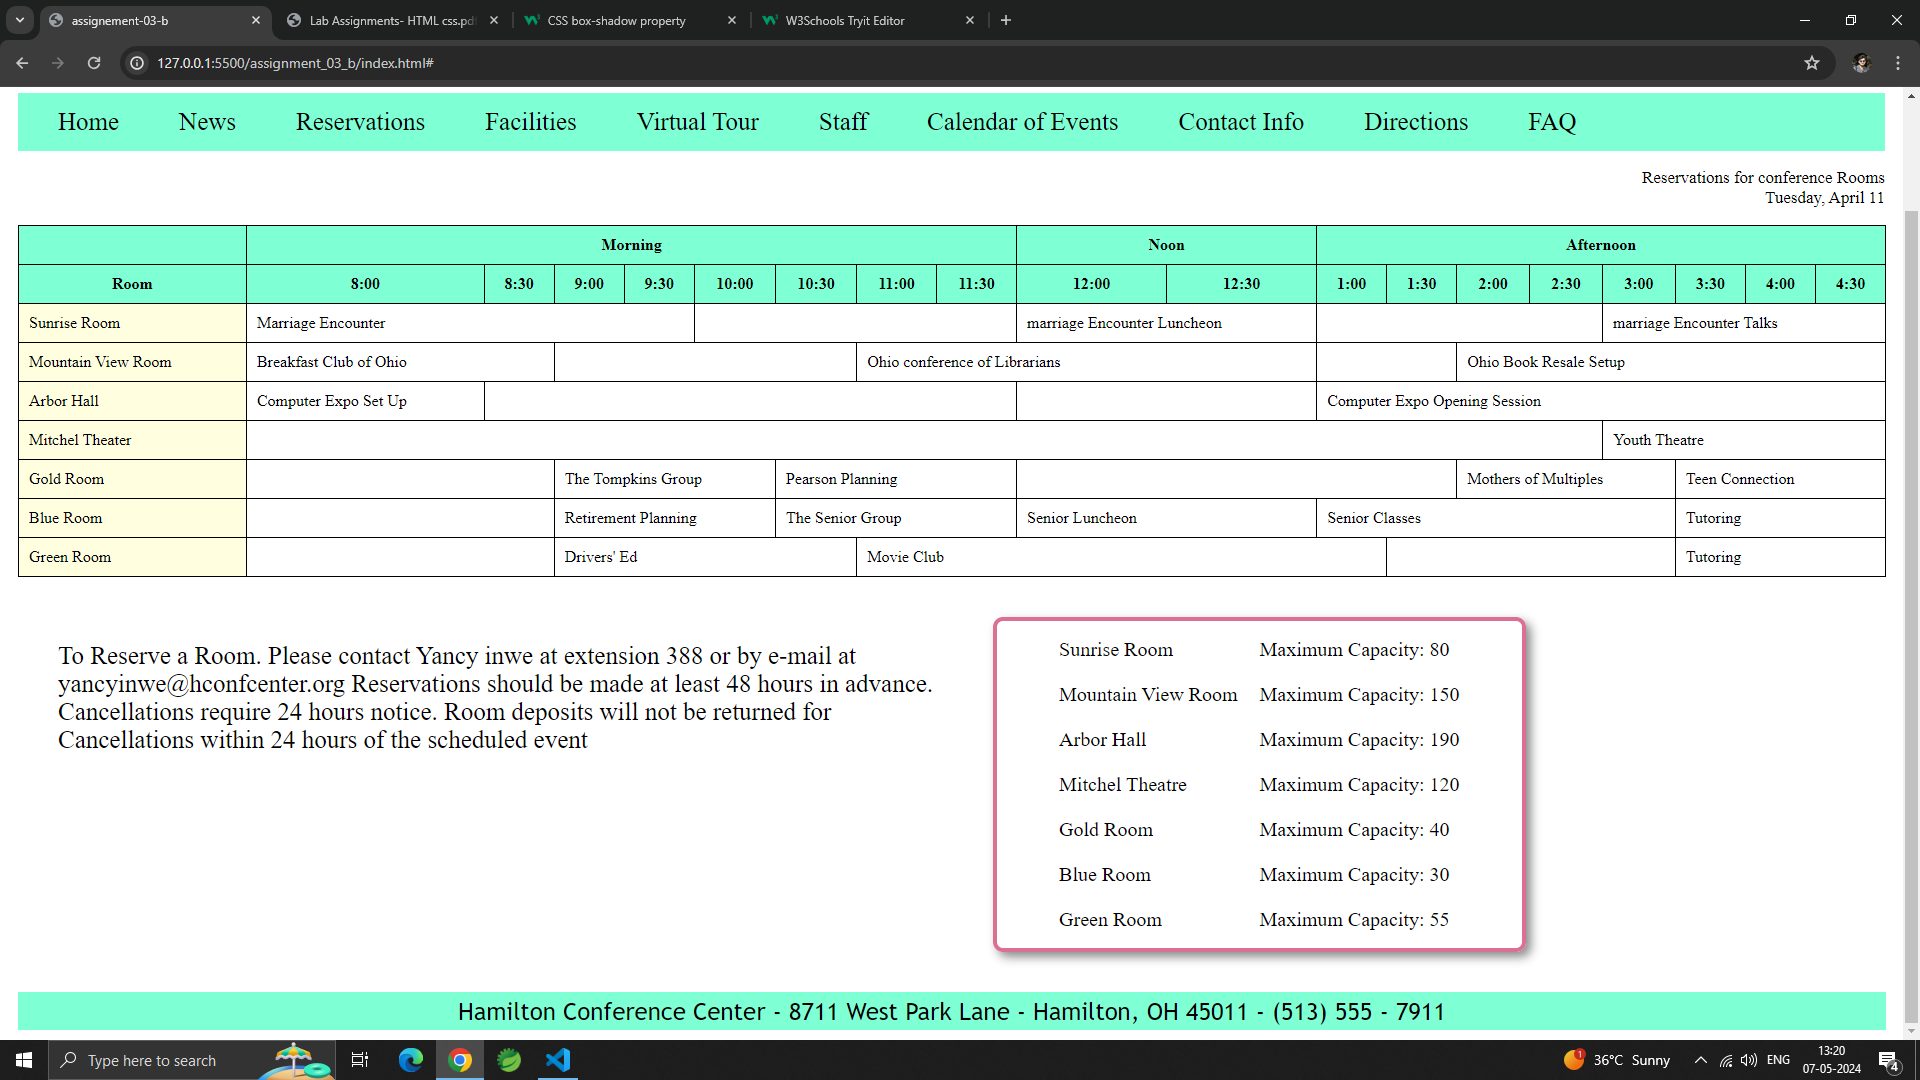 assignement-03-b
Lab Assignments- HTML css.pdf
CSS box-shadow property
W3Schools Tryit Editor
127.0.0.1:5500/assignment_03_b/index.html#
Home News Reservations Facilities Virtual Tour Staff Calendar of Events Contact Info Directions FAQ
Reservations for conference Rooms
Tuesday, April 11
Morning Noon Afternoon
Room 8:00 8:30 9:00 9:30 10:00 10:30 11:00 11:30 12:00 12:30 1:00 1:30 2:00 2:30 3:00 3:30 4:00 4:30
Sunrise Room Marriage Encounter marriage Encounter Luncheon marriage Encounter Talks
Mountain View Room Breakfast Club of Ohio Ohio conference of Librarians Ohio Book Resale Setup
Arbor Hall Computer Expo Set Up Computer Expo Opening Session
Mitchel Theater Youth Theatre
Gold Room The Tompkins Group Pearson Planning Mothers of Multiples Teen Connection
Blue Room Retirement Planning The Senior Group Senior Luncheon Senior Classes Tutoring
Green Room Drivers' Ed Movie Club Tutoring
To Reserve a Room. Please contact Yancy inwe at extension 388 or by e-mail at
yancyinwe@hconfcenter.org Reservations should be made at least 48 hours in advance.
Cancellations require 24 hours notice. Room deposits will not be returned for
Cancellations within 24 hours of the scheduled event
Sunrise Room Maximum Capacity: 80
Mountain View Room Maximum Capacity: 150
Arbor Hall Maximum Capacity: 190
Mitchel Theatre Maximum Capacity: 120
Gold Room Maximum Capacity: 40
Blue Room Maximum Capacity: 30
Green Room Maximum Capacity: 55
Hamilton Conference Center - 8711 West Park Lane - Hamilton, OH 45011 - (513) 555 - 7911
Type here to search
1
36°C Sunny
ENG
13:20
07-05-2024
4